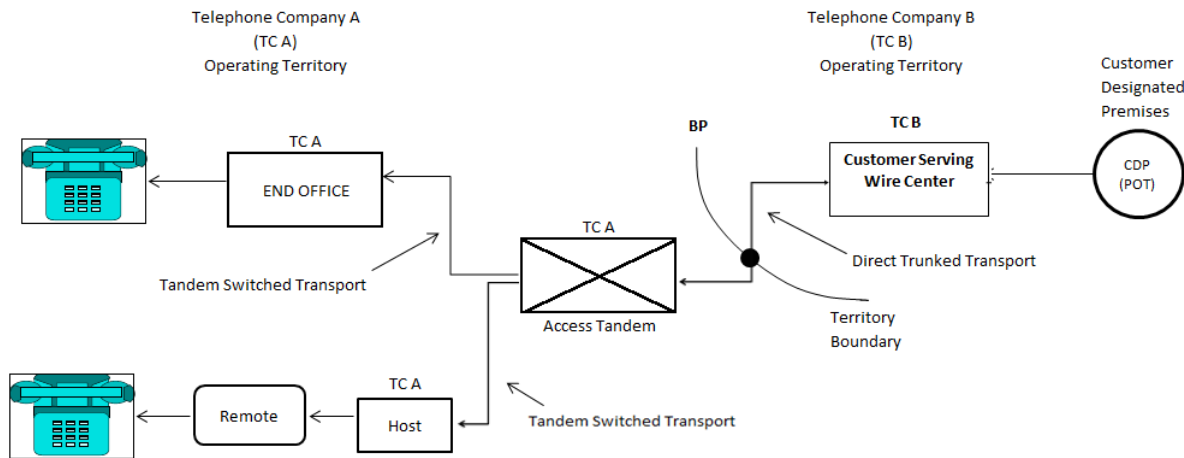 Telephone Company A
(TC A)
Operating Territory
Telephone Company B
(TC B)
Operating Territory
Customer
Designated
Premises
BP
TC B
TC A
Customer Serving
Wire Center
CDP
(POT)
END OFFICE
TC A
Direct Trunked Transport
Tandem Switched Transport
Access Tandem
Territory
Boundary
TC A
Remote
Host
Tandem Switched Transport